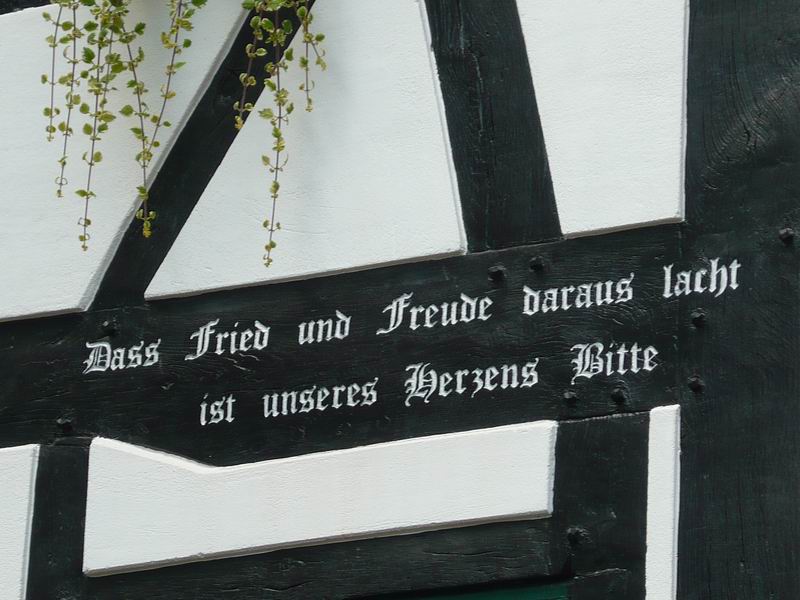 Dass Fried und Freude daraus lacht
ist unseres Herzens Bitte